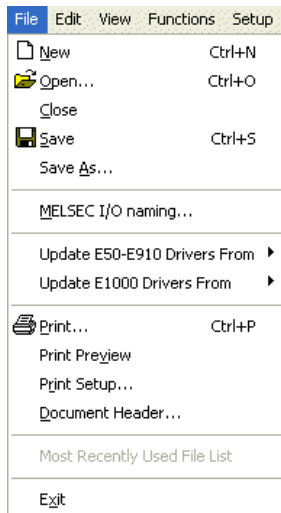 File Edit View Functions Setup
New Ctrl+N
Open... Ctrl+O
Close
Save Ctrl+S
Save As...
MELSEC I/O naming...
Update E50-E910 Drivers From
Update E1000 Drivers From
Print... Ctrl+P
Print Preview
Print Setup...
Document Header...
Most Recently Used File List
Exit